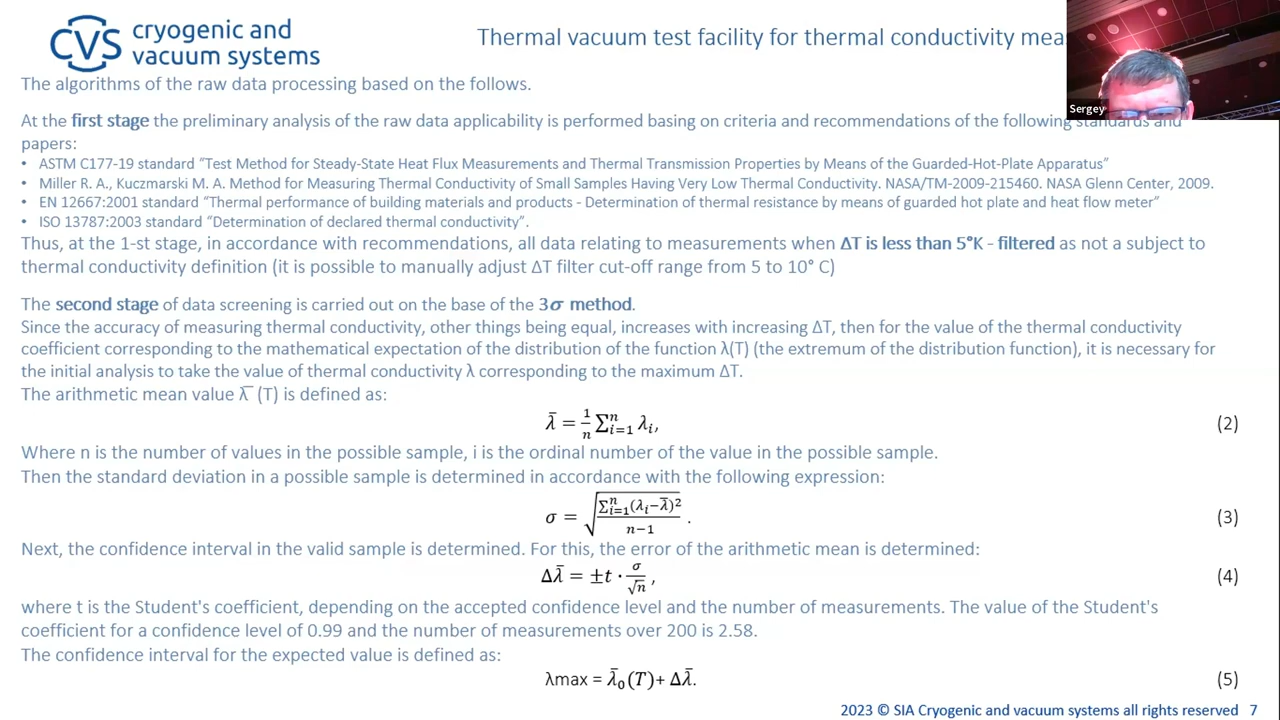 CVS cryogenic and
vacuum systems
Thermal vacuum test facility for thermal conductivity
Sergey
The algorithms of the raw data processing based on the follows.
At the first stage the preliminary analysis of the raw data applicability is performed basing on criteria and recommendations of the following standards and
papers:
• ASTM C177-19 standard “Test Method for Steady-State Heat Flux Measurements and Thermal Transmission Properties by Means of the Guarded-Hot-Plate Apparatus”
• Miller R. A., Kuczmarski M. A. Method for Measuring Thermal Conductivity of Small Samples Having Very Low Thermal Conductivity. NASA/TM-2009-215460. NASA Glenn Center, 2009.
• EN 12667:2001 standard “Thermal performance of building materials and products - Determination of thermal resistance by means of guarded hot plate and heat flow meter”
• ISO 13787:2003 standard “Determination of declared thermal conductivity”.
Thus, at the 1-st stage, in accordance with recommendations, all data relating to measurements when ΔT is less than 5°K - filtered as not a subject to
thermal conductivity definition (it is possible to manually adjust ΔT filter cut-off range from 5 to 10° C)
The second stage of data screening is carried out on the base of the 3σ method.
Since the accuracy of measuring thermal conductivity, other things being equal, increases with increasing ΔT, then for the value of the thermal conductivity
coefficient corresponding to the mathematical expectation of the distribution of the function λ(T) (the extremum of the distribution function), it is necessary for
the initial analysis to take the value of thermal conductivity λ corresponding to the maximum ΔT.
The arithmetic mean value λ̅ (T) is defined as:
λ̅ = 1/n ∑ⁿᵢ₌₁ λᵢ, (2)
Where n is the number of values in the possible sample, i is the ordinal number of the value in the possible sample.
Then the standard deviation in a possible sample is determined in accordance with the following expression:
σ = √(∑ⁿᵢ₌₁(λᵢ−λ̅)²/n−1) . (3)
Next, the confidence interval in the valid sample is determined. For this, the error of the arithmetic mean is determined:
Δλ̅ = ±t · σ/√n , (4)
where t is the Student's coefficient, depending on the accepted confidence level and the number of measurements. The value of the Student's
coefficient for a confidence level of 0.99 and the number of measurements over 200 is 2.58.
The confidence interval for the expected value is defined as:
λmax = λ̅₀(T)+ Δλ̅. (5)
2023 © SIA Cryogenic and vacuum systems all rights reserved 7